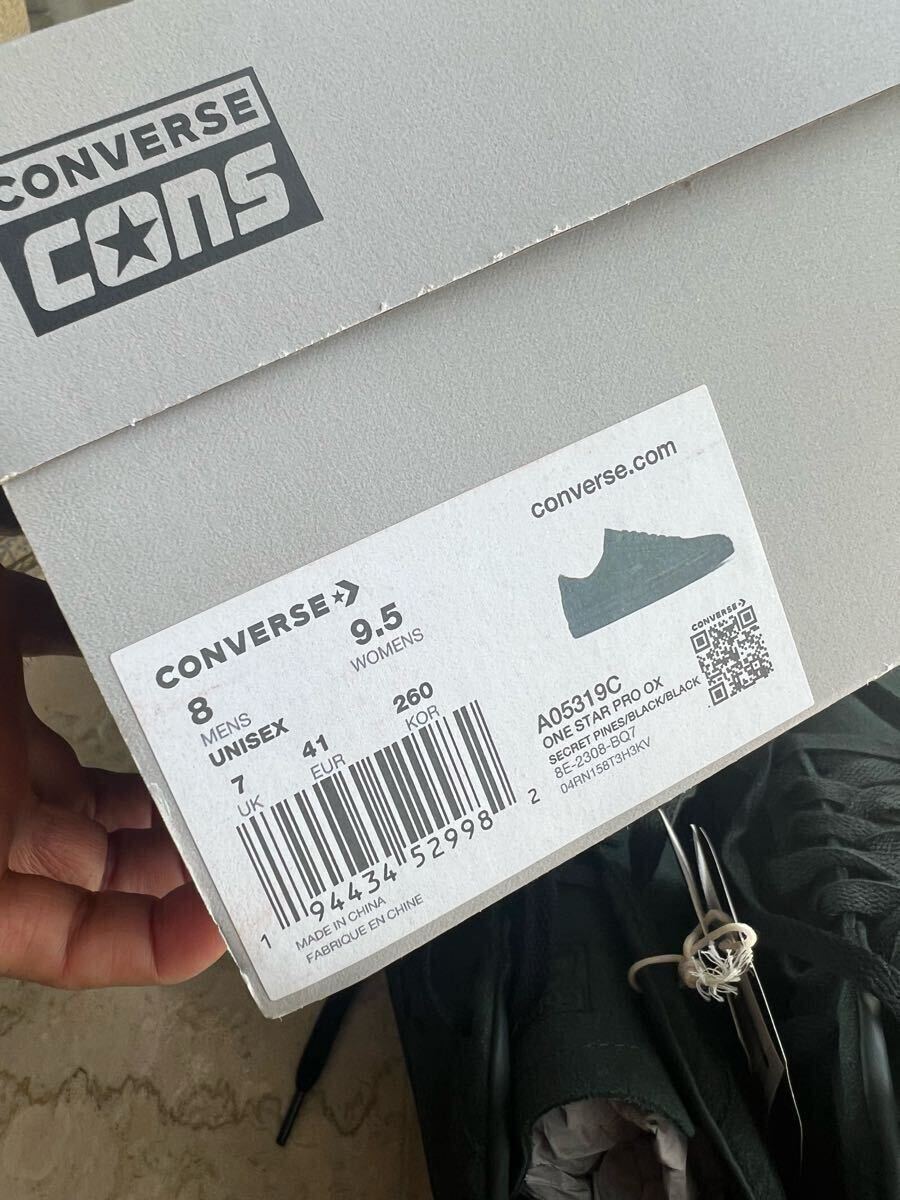 CONVERSE
CONS
converse.com
CONVERSE
8
MENS
9.5
WOMENS
UNISEX
7
UK
41
EUR
260
KOR
CONVERSE
A05319C
ONE STAR PRO OX
SECRET PINES/BLACK/BLACK
8E-2308-BQ7
04RN158T3H3KV
1 94434 52998 2
MADE IN CHINA
FABRIQUE EN CHINE